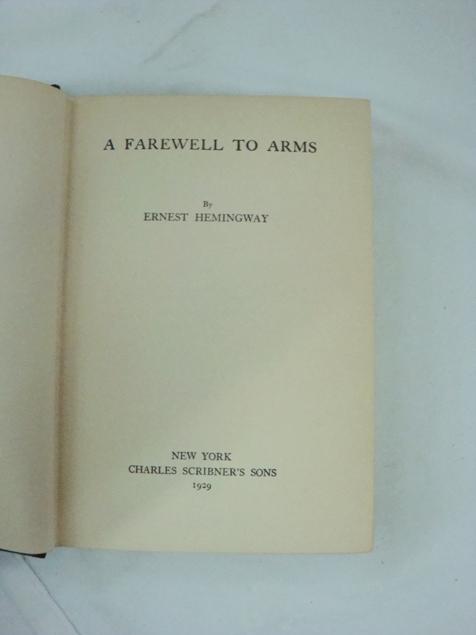 A FAREWELL TO ARMS
By
ERNEST HEMINGWAY
NEW YORK
CHARLES SCRIBNER'S SONS
1929